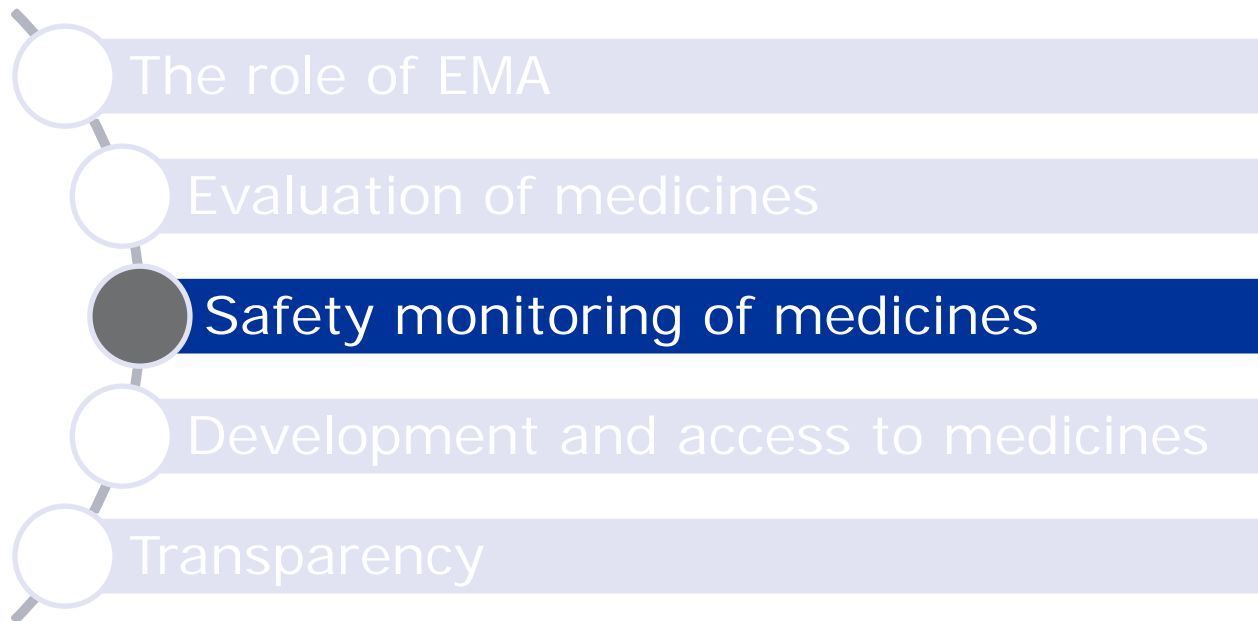 The role of EMA
Evaluation of medicines
Safety monitoring of medicines
Development and access to medicines
Transparency